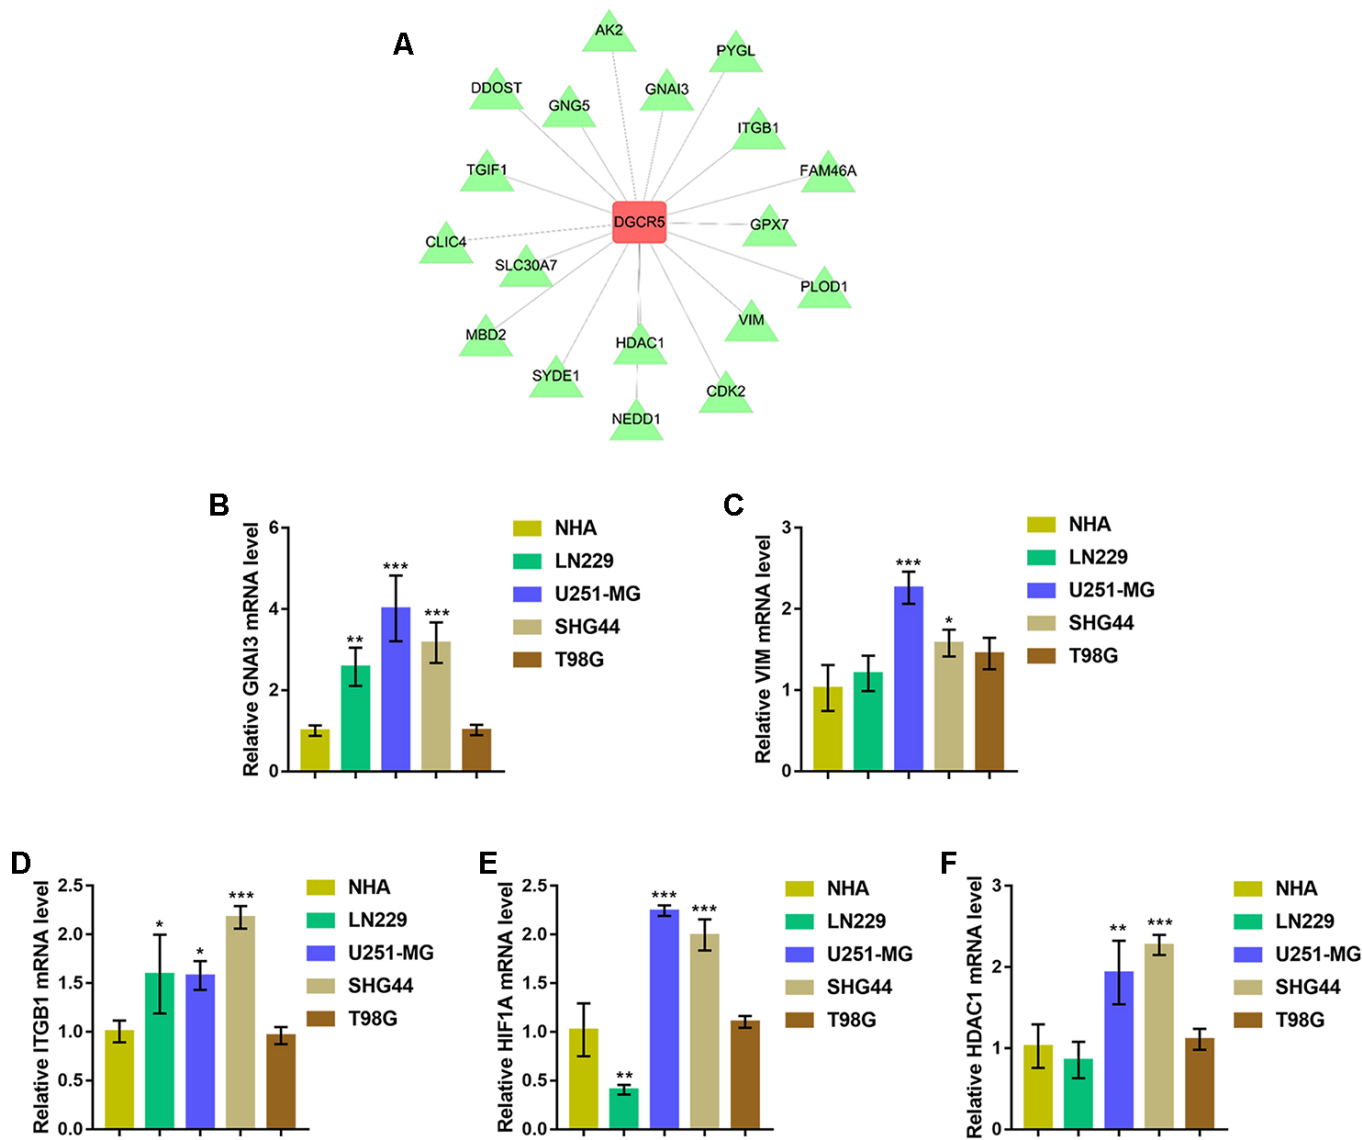 A
AK2
PYGL
DDOST
GNG5
GNAI3
ITGB1
TGIF1
FAM46A
DGCR5
GPX7
CLIC4
SLC30A7
PLOD1
MBD2
HDAC1
VIM
SYDE1
CDK2
NEDD1
B
Relative GNAI3 mRNA level
6
4
2
0
**
***
***
NHA
LN229
U251-MG
SHG44
T98G
C
Relative VIM mRNA level
3
2
1
0
***
*
NHA
LN229
U251-MG
SHG44
T98G
D
Relative ITGB1 mRNA level
2.5
2.0
1.5
1.0
0.5
0.0
*
*
***
NHA
LN229
U251-MG
SHG44
T98G
E
Relative HIF1A mRNA level
2.5
2.0
1.5
1.0
0.5
0.0
**
***
***
NHA
LN229
U251-MG
SHG44
T98G
F
Relative HDAC1 mRNA level
3
2
1
0
**
***
NHA
LN229
U251-MG
SHG44
T98G